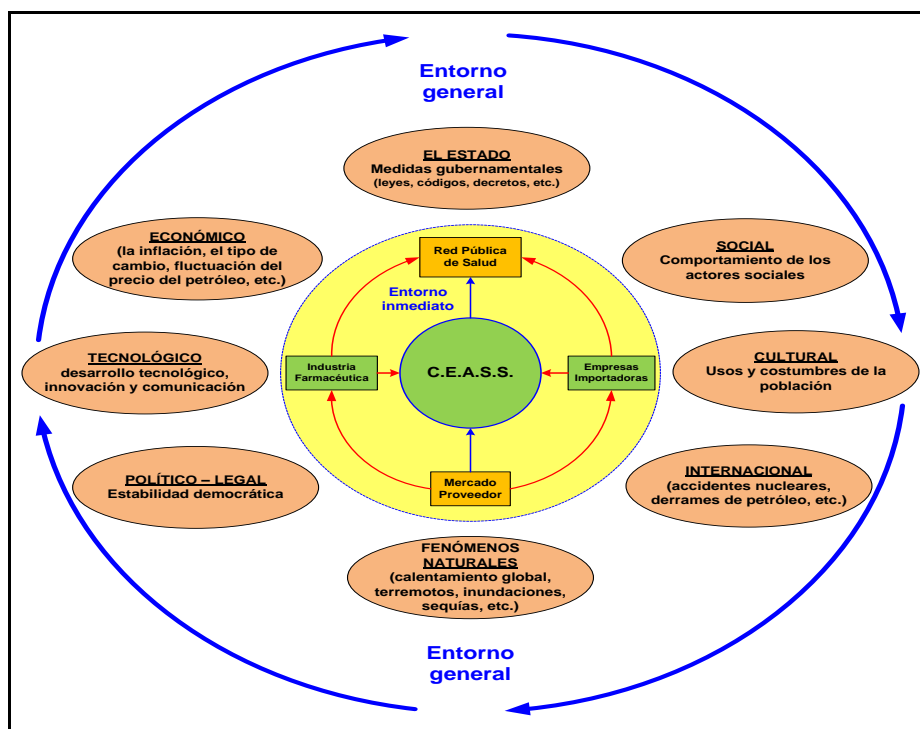 Entorno
general
EL ESTADO
Medidas gubernamentales
(leyes, códigos, decretos, etc.)
ECONÓMICO
(la inflación, el tipo de
cambio, fluctuación del
precio del petróleo, etc.)
SOCIAL
Comportamiento de los
actores sociales
Red Pública
de Salud
Entorno
inmediato
TECNOLÓGICO
desarrollo tecnológico,
innovación y comunicación
Industria
Farmacéutica
C.E.A.S.S.
Empresas
Importadoras
CULTURAL
Usos y costumbres de la
población
POLÍTICO – LEGAL
Estabilidad democrática
Mercado
Proveedor
INTERNACIONAL
(accidentes nucleares,
derrames de petróleo, etc.)
FENÓMENOS
NATURALES
(calentamiento global,
terremotos, inundaciones,
sequías, etc.)
Entorno
general